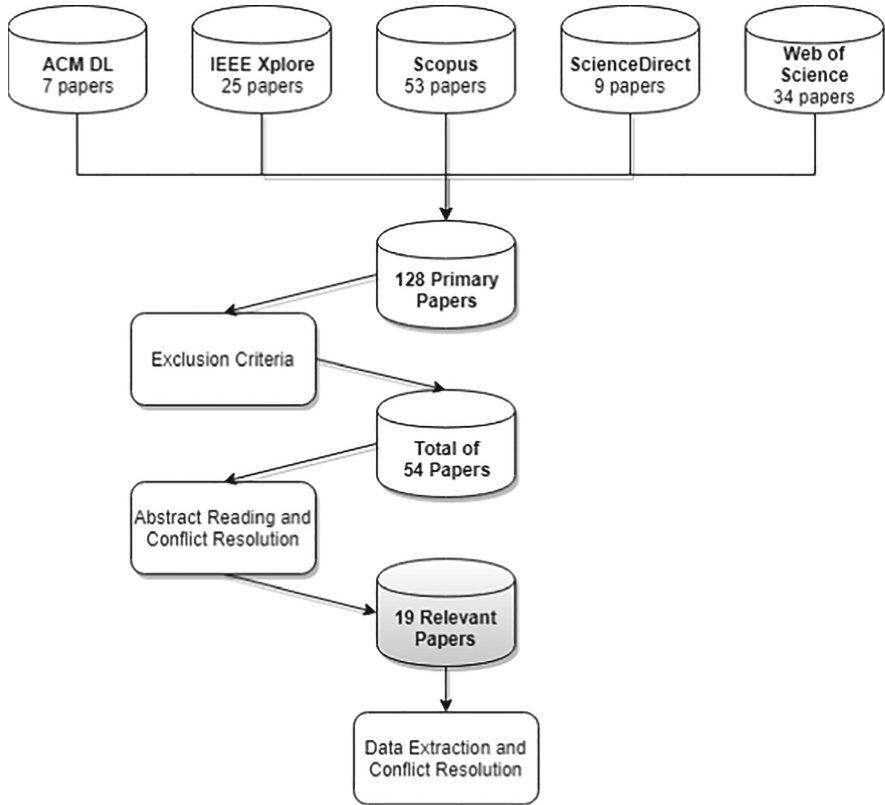 ACM DL
7 papers
IEEE Xplore
25 papers
Scopus
53 papers
ScienceDirect
9 papers
Web of
Science
34 papers
128 Primary
Papers
Exclusion Criteria
Total of
54 Papers
Abstract Reading and
Conflict Resolution
19 Relevant
Papers
Data Extraction and
Conflict Resolution